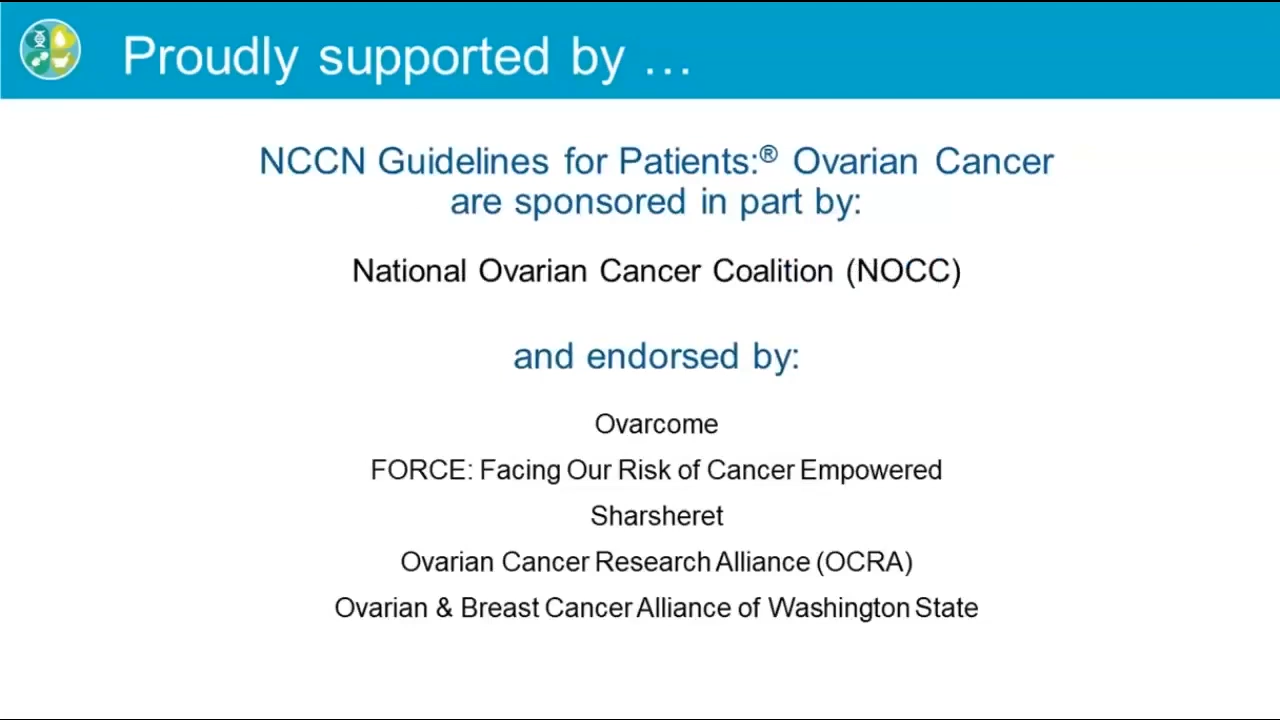 Proudly supported by …
NCCN Guidelines for Patients:® Ovarian Cancer
are sponsored in part by:
National Ovarian Cancer Coalition (NOCC)
and endorsed by:
Ovarcome
FORCE: Facing Our Risk of Cancer Empowered
Sharsheret
Ovarian Cancer Research Alliance (OCRA)
Ovarian & Breast Cancer Alliance of Washington State